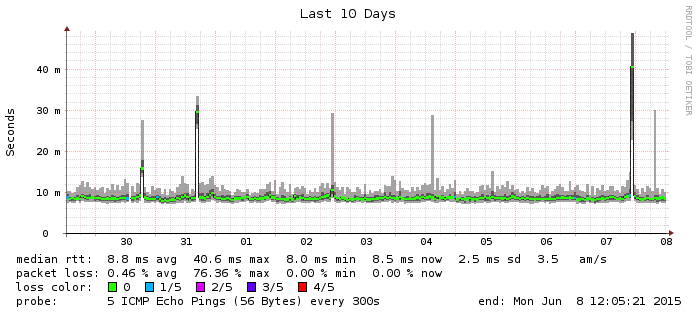 Last 10 Days
RRDTOOL / TOBI OETIKER
Seconds
40 m
30 m
20 m
10 m
0
30 31 01 02 03 04 05 06 07 08
median rtt: 8.8 ms avg 40.6 ms max 8.0 ms min 8.5 ms now 2.5 ms sd 3.5 am/s
packet loss: 0.46 % avg 76.36 % max 0.00 % min 0.00 % now
loss color: 0 1/5 2/5 3/5 4/5
probe: 5 ICMP Echo Pings (56 Bytes) every 300s end: Mon Jun 8 12:05:21 2015